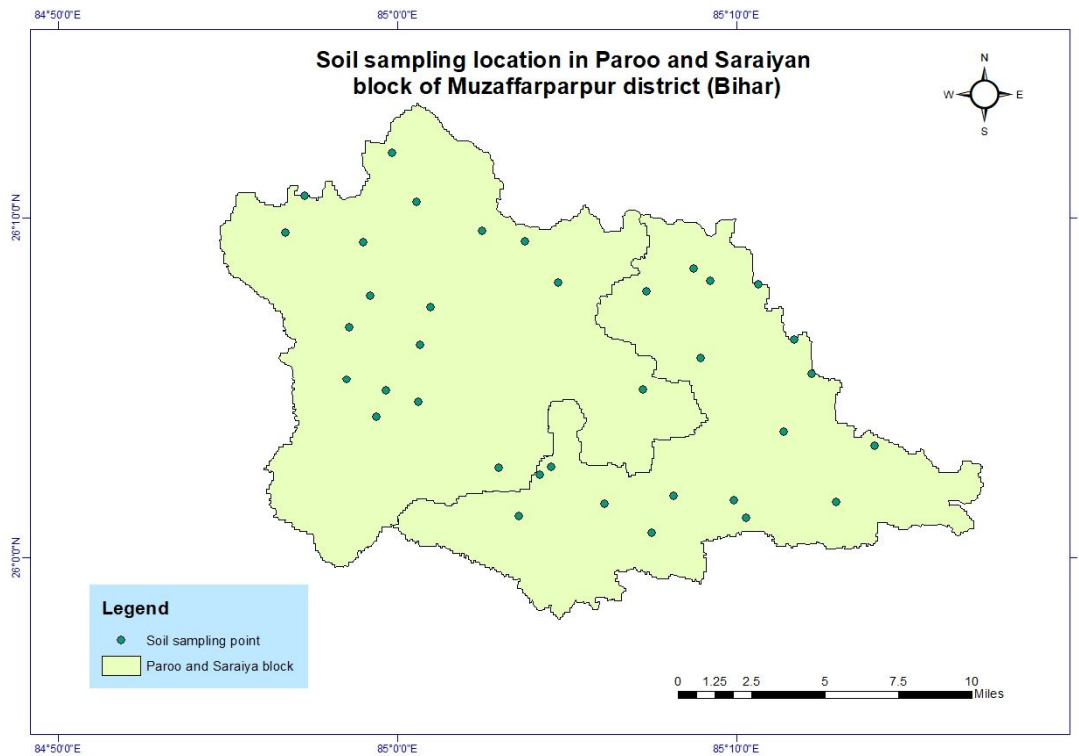 84°50'0"E 85°0'0"E 85°10'0"E
Soil sampling location in Paroo and Saraiyan
block of Muzaffarparpur district (Bihar)
N
W E
S
26°10'0"N
26°0'0"N
Legend
Soil sampling point
Paroo and Saraiya block
0 1.25 2.5 5 7.5 10
Miles
84°50'0"E 85°0'0"E 85°10'0"E